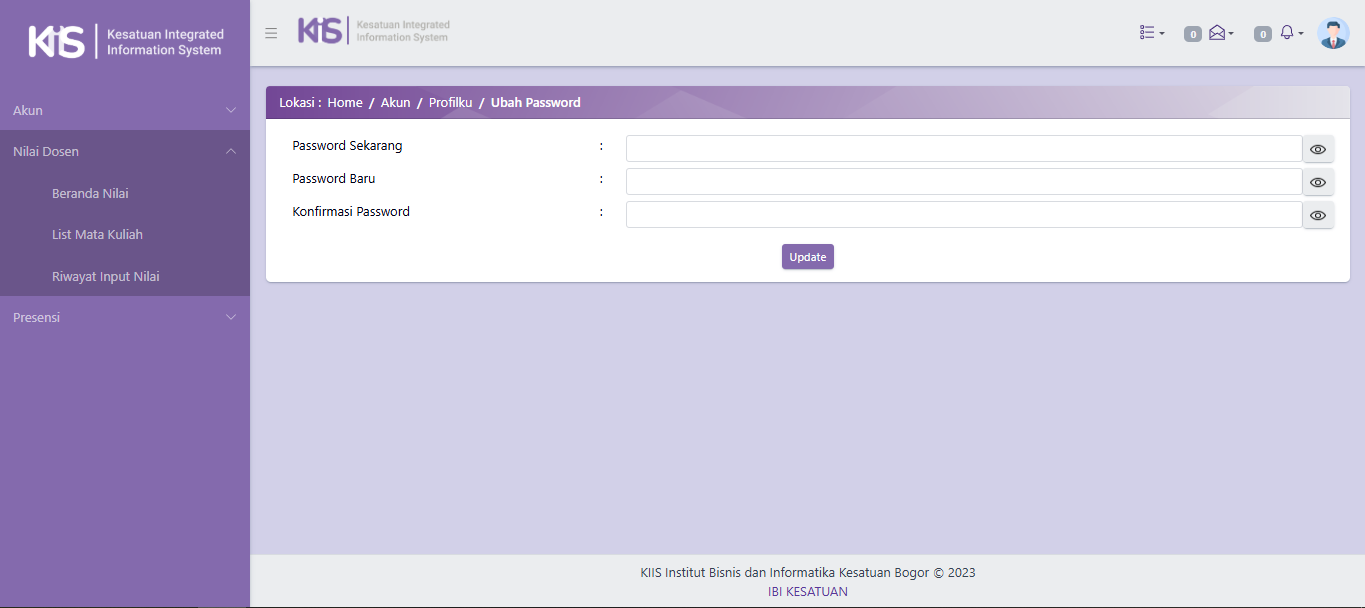 KIS Kesatuan Integrated
Information System
Akun
Nilai Dosen
Beranda Nilai
List Mata Kuliah
Riwayat Input Nilai
Presensi
KIS Kesatuan Integrated
Information System
0
0
Lokasi : Home / Akun / Profilku / Ubah Password
Password Sekarang :
Password Baru :
Konfirmasi Password :
Update
KIIS Institut Bisnis dan Informatika Kesatuan Bogor © 2023
IBI KESATUAN